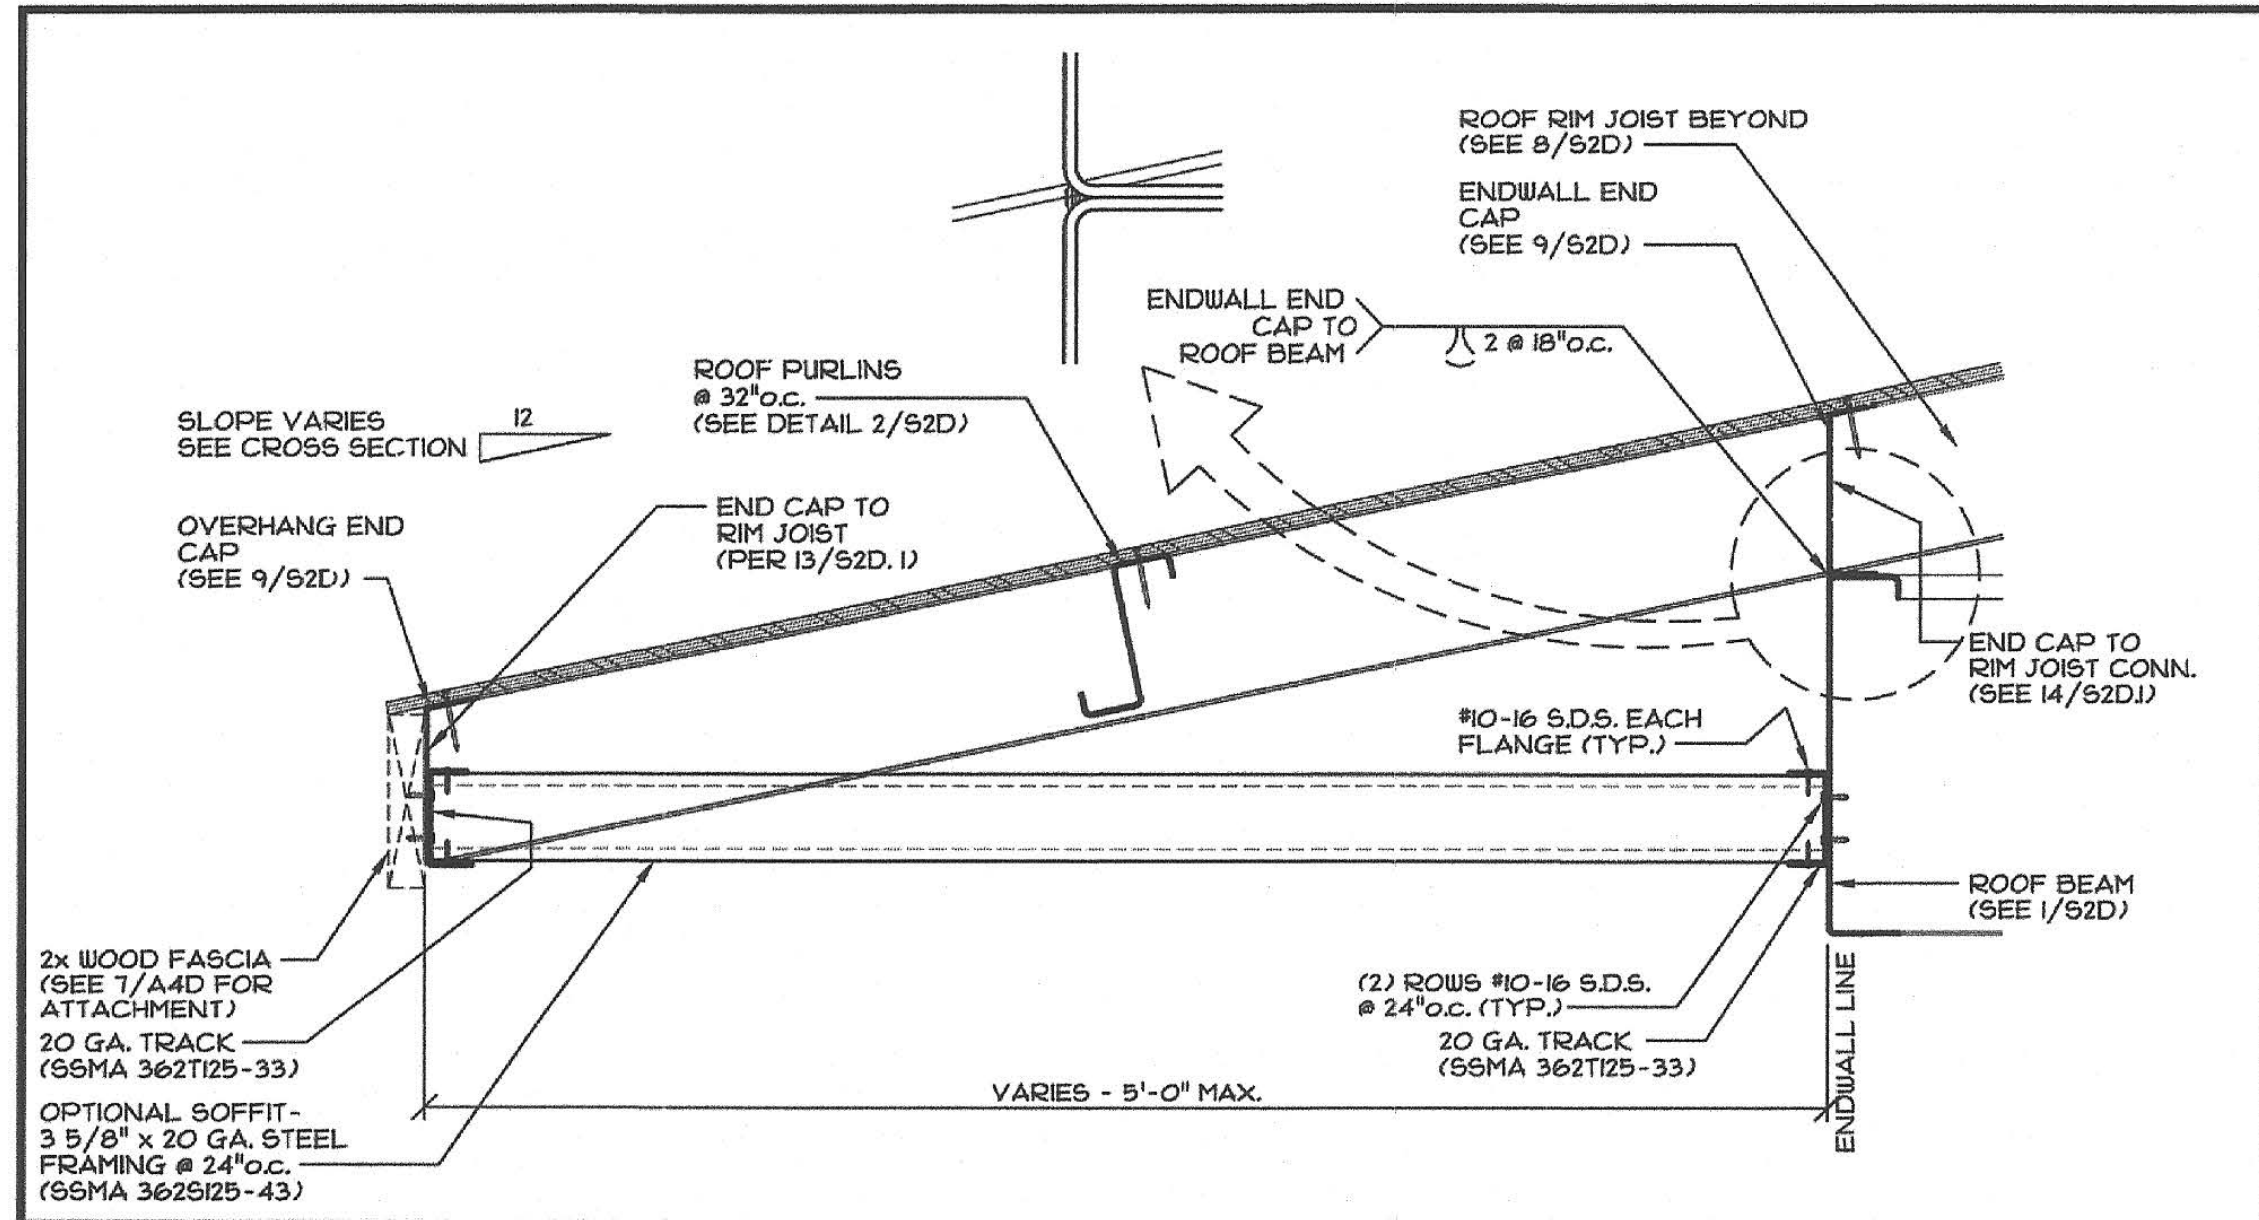 ROOF RIM JOIST BEYOND
(SEE 8/S2D)
ENDWALL END
CAP
(SEE 9/S2D)
ENDWALL END
CAP TO
ROOF BEAM
2 @ 18"o.c.
ROOF PURLINS
@ 32"o.c.
(SEE DETAIL 2/S2D)
SLOPE VARIES
SEE CROSS SECTION
12
END CAP TO
RIM JOIST
(PER 13/S2D.1)
OVERHANG END
CAP
(SEE 9/S2D)
END CAP TO
RIM JOIST CONN.
(SEE 14/S2D.1)
#10-16 S.D.S. EACH
FLANGE (TYP.)
ROOF BEAM
(SEE 1/S2D)
2x WOOD FASCIA
(SEE 7/A4D FOR
ATTACHMENT)
20 GA. TRACK
(SSMA 362T125-33)
OPTIONAL SOFFIT-
3 5/8" x 20 GA. STEEL
FRAMING @ 24"o.c.
(SSMA 362S125-43)
(2) ROWS #10-16 S.D.S.
@ 24"o.c. (TYP.)
20 GA. TRACK
(SSMA 362T125-33)
VARIES - 5'-0" MAX.
ENDWALL LINE